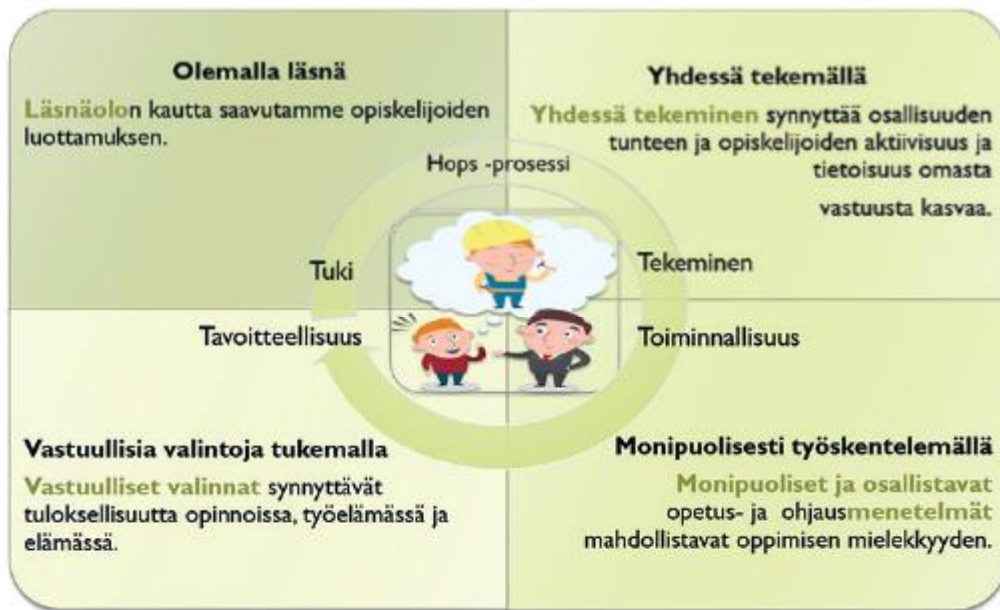 Olemalla läsnä
Läsnäolon kautta saavutamme opiskelijoiden
luottamuksen.
Yhdessä tekemällä
Yhdessä tekeminen synnyttää osallisuuden
tunteen ja opiskelijoiden aktiivisuus ja
tietoisuus omasta
vastuusta kasvaa.
Hops -prosessi
Tuki
Tekeminen
Tavoitteellisuus
Toiminnallisuus
Vastuullisia valintoja tukemalla
Vastuulliset valinnat synnyttävät
tuloksellisuutta opinnoissa, työelämässä ja
elämässä.
Monipuolisesti työskentelemällä
Monipuoliset ja osallistavat
opetus- ja ohjausmenetelmät
mahdollistavat oppimisen mielekkyyden.